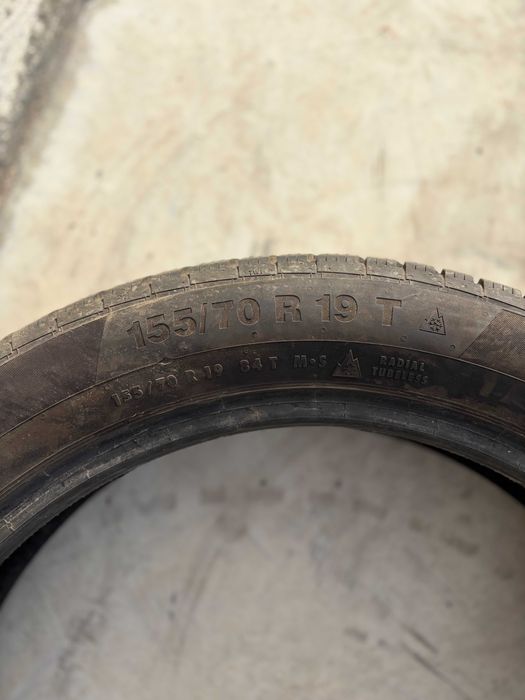 155/70 R 19 T
155/70 R 19 84 T M+S RADIAL
TUBELESS